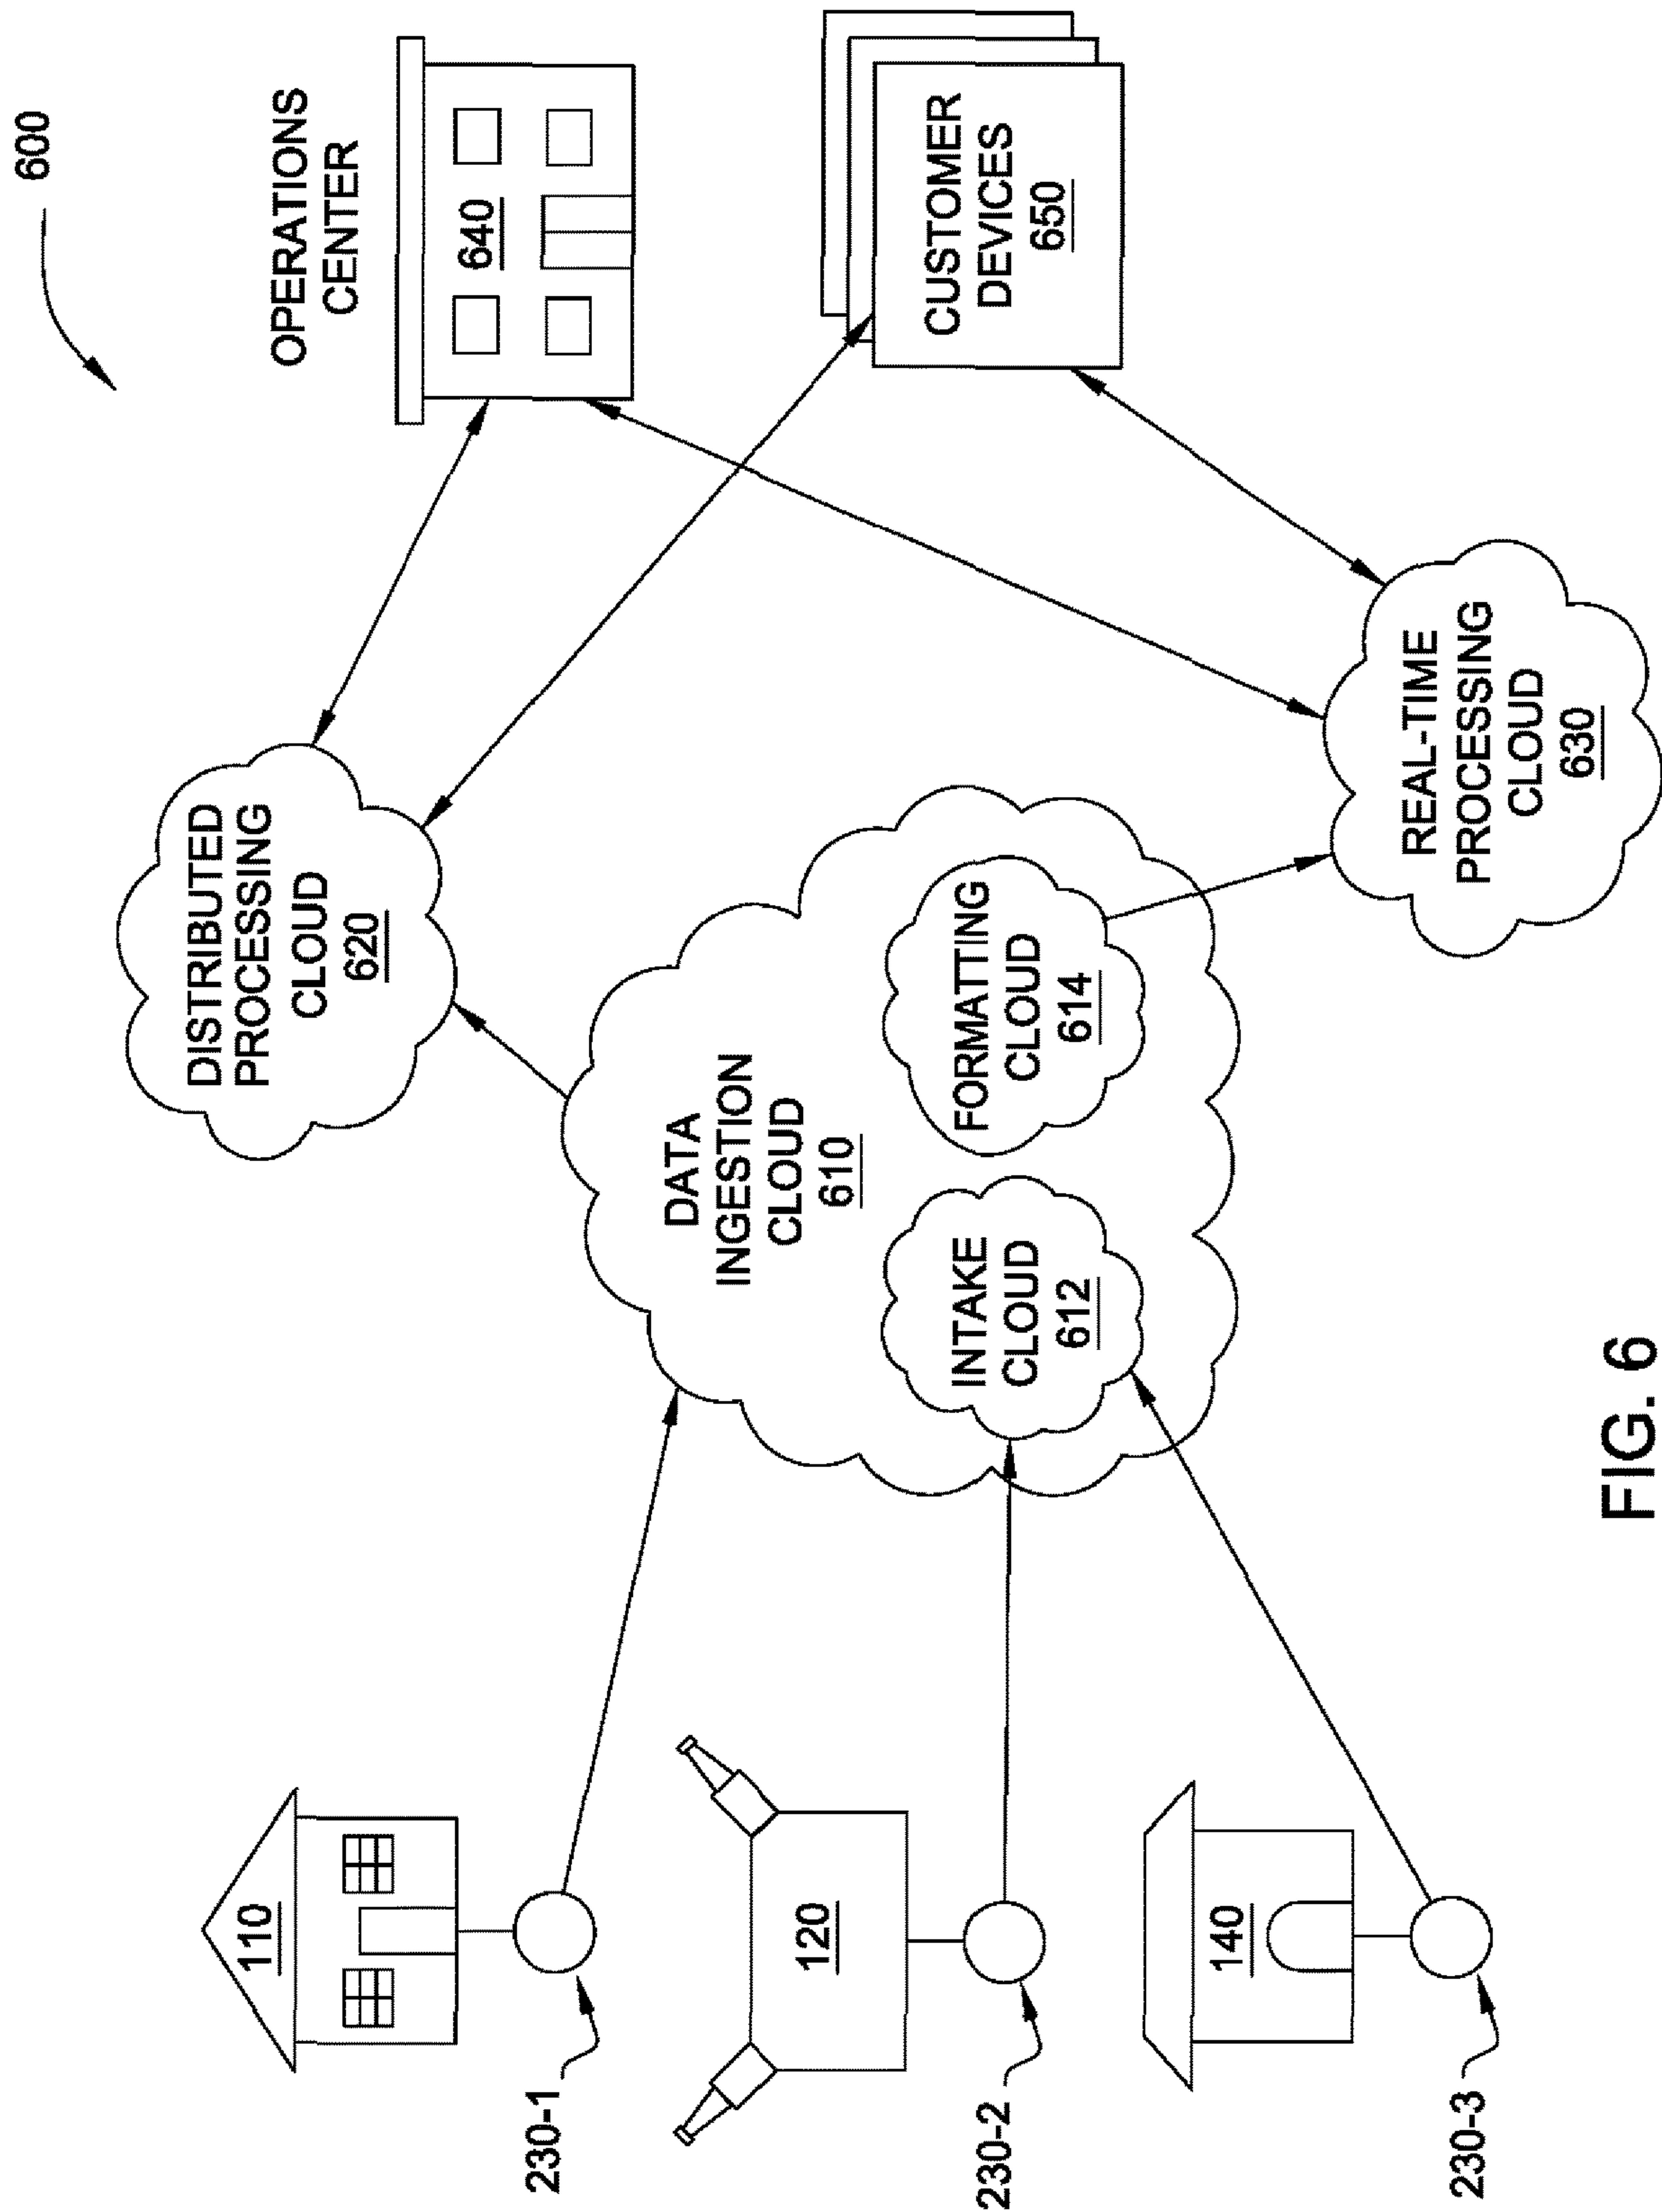 600
OPERATIONS
CENTER
640
CUSTOMER
DEVICES
650
DISTRIBUTED
PROCESSING
CLOUD
620
REAL-TIME
PROCESSING
CLOUD
630
DATA
INGESTION
CLOUD
610
INTAKE
CLOUD
612
FORMATTING
CLOUD
614
110
230-1
120
230-2
140
230-3
FIG. 6